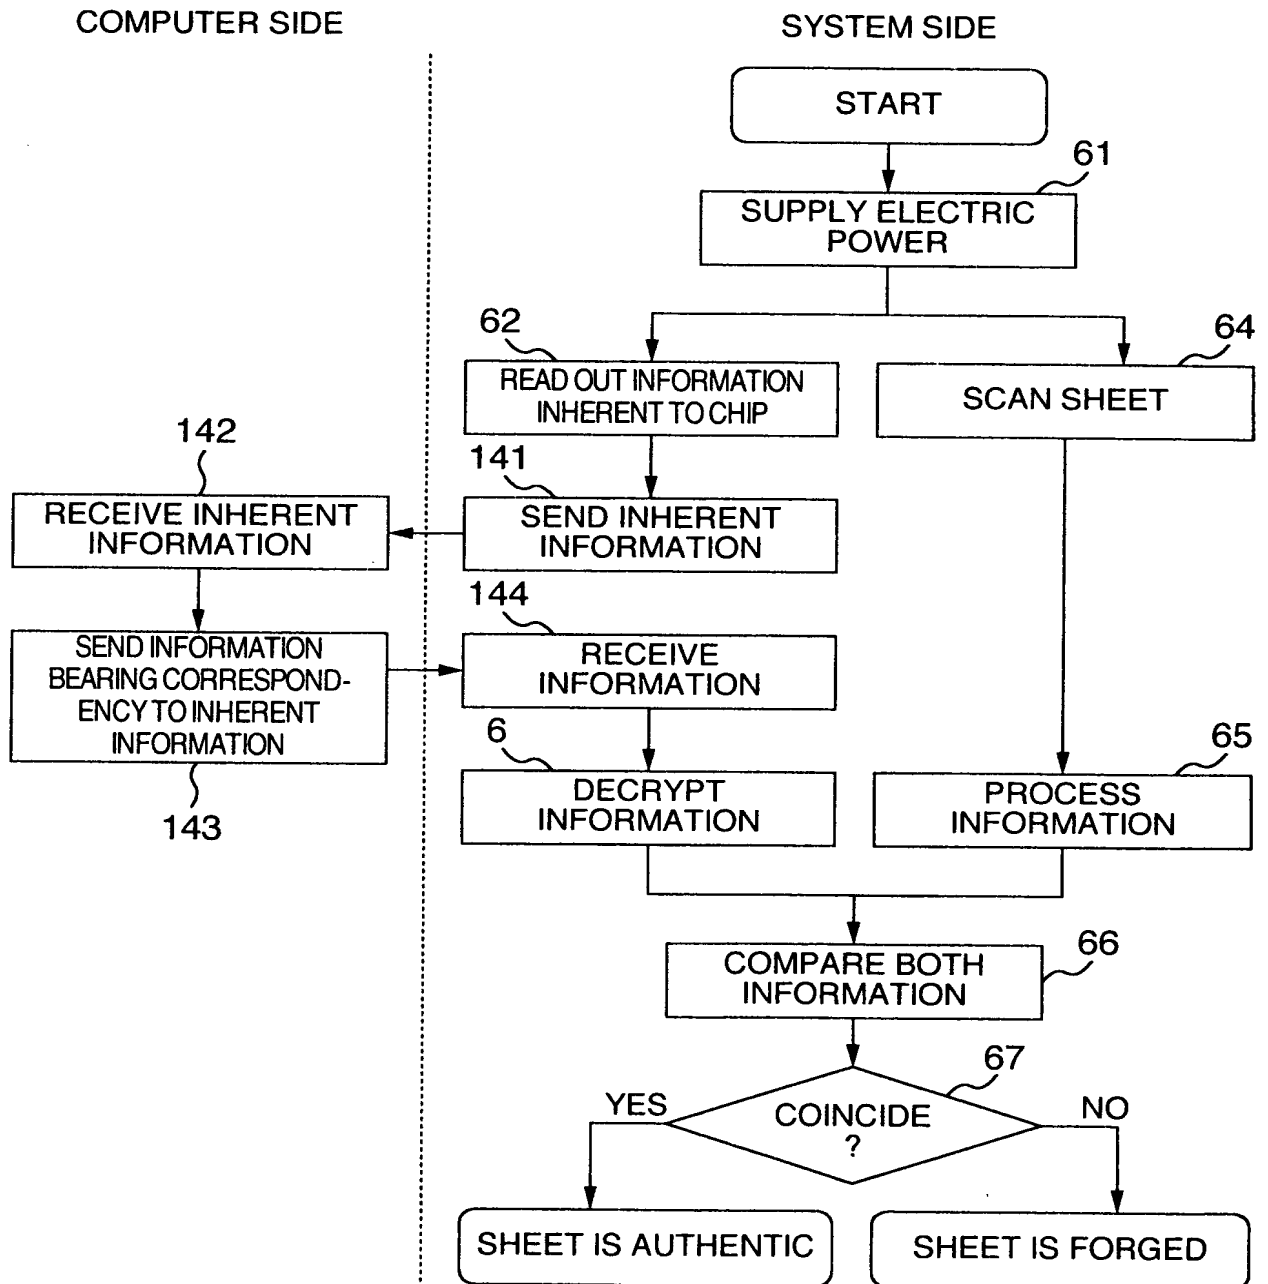 COMPUTER SIDE
SYSTEM SIDE
START
61
SUPPLY ELECTRIC
POWER
62
READ OUT INFORMATION
INHERENT TO CHIP
64
SCAN SHEET
141
SEND INHERENT
INFORMATION
142
RECEIVE INHERENT
INFORMATION
SEND INFORMATION
BEARING CORRESPOND-
ENCY TO INHERENT
INFORMATION
143
144
RECEIVE
INFORMATION
6
DECRYPT
INFORMATION
65
PROCESS
INFORMATION
COMPARE BOTH
INFORMATION
66
67
COINCIDE
?
YES
NO
SHEET IS AUTHENTIC
SHEET IS FORGED